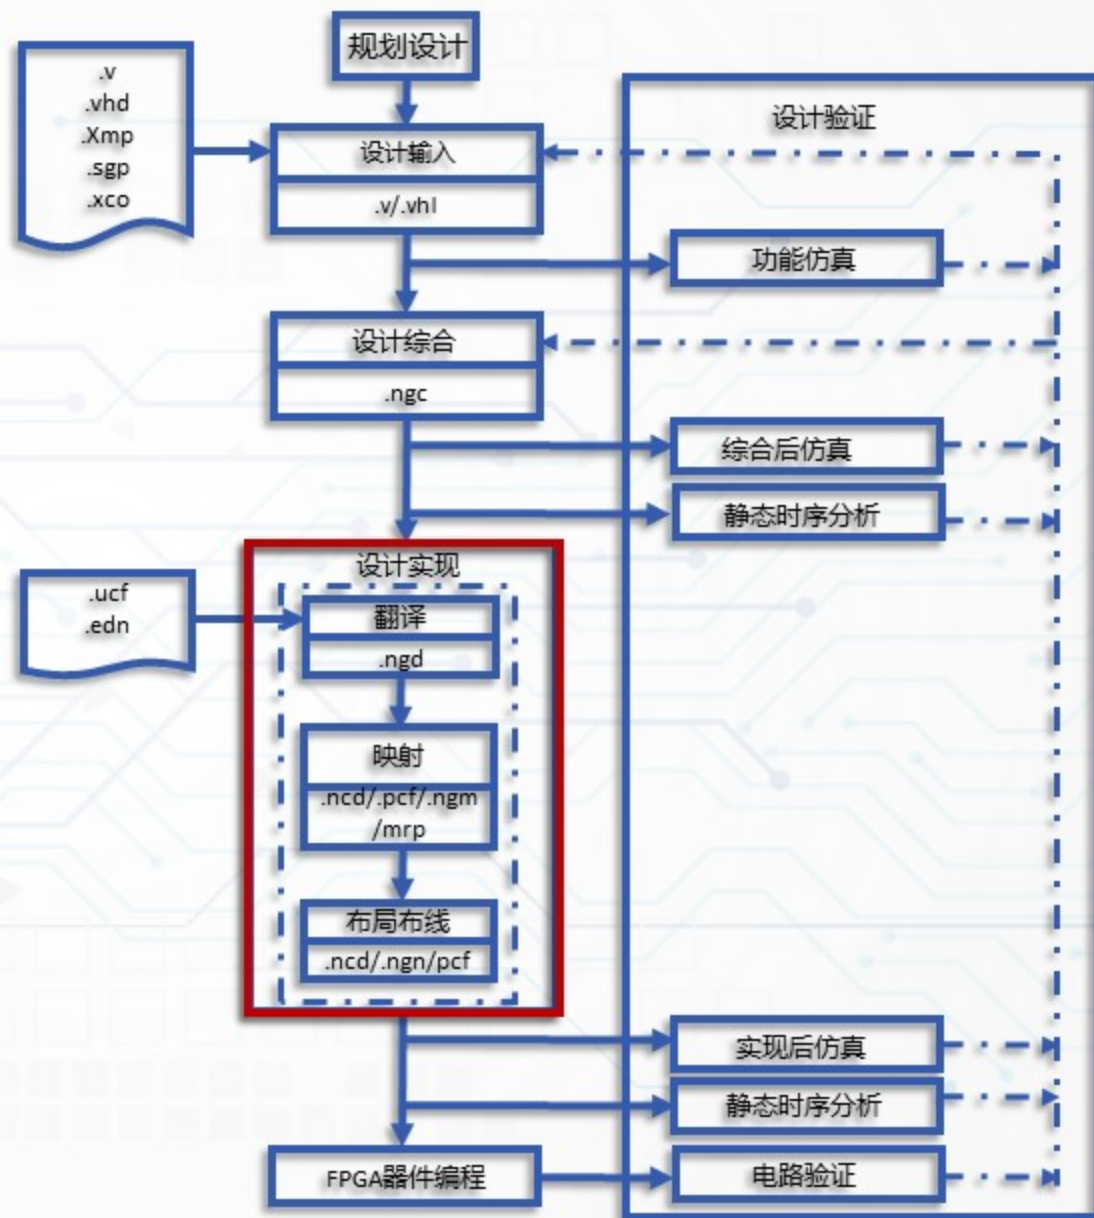 规划设计
.v
.vhd
.Xmp
.sgp
.xco
设计输入
.v/.vhl
设计验证
功能仿真
设计综合
.ngc
综合后仿真
静态时序分析
设计实现
.ucf
.edn
翻译
.ngd
映射
.ncd/.pcf/.ngm
/mrp
布局布线
.ncd/.ngn/pcf
实现后仿真
静态时序分析
FPGA器件编程
电路验证